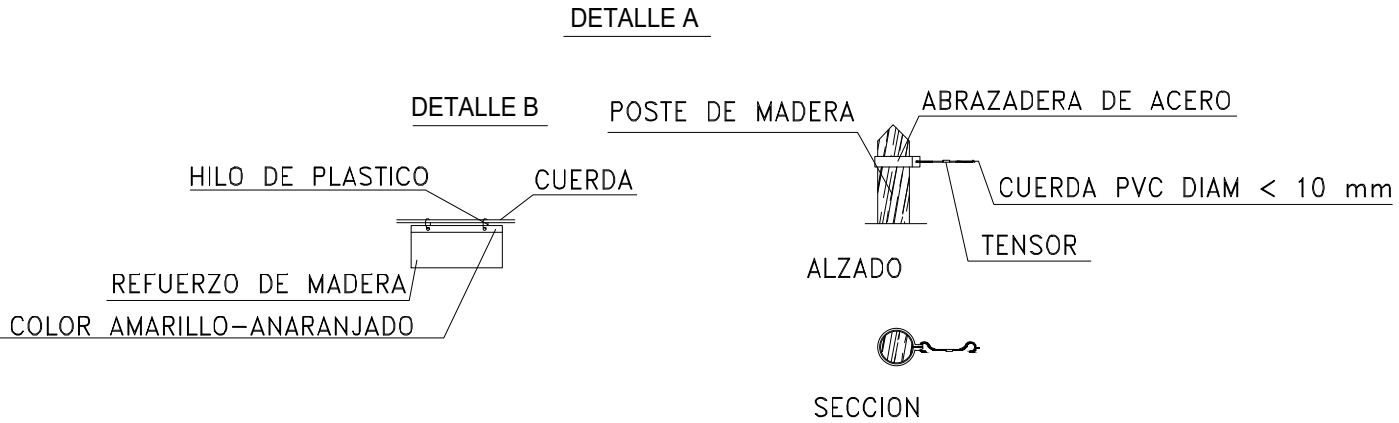 DETALLE A
DETALLE B
HILO DE PLASTICO
CUERDA
REFUERZO DE MADERA
COLOR AMARILLO-ANARANJADO
POSTE DE MADERA
ABRAZADERA DE ACERO
CUERDA PVC DIAM < 10 mm
TENSOR
ALZADO
SECCION